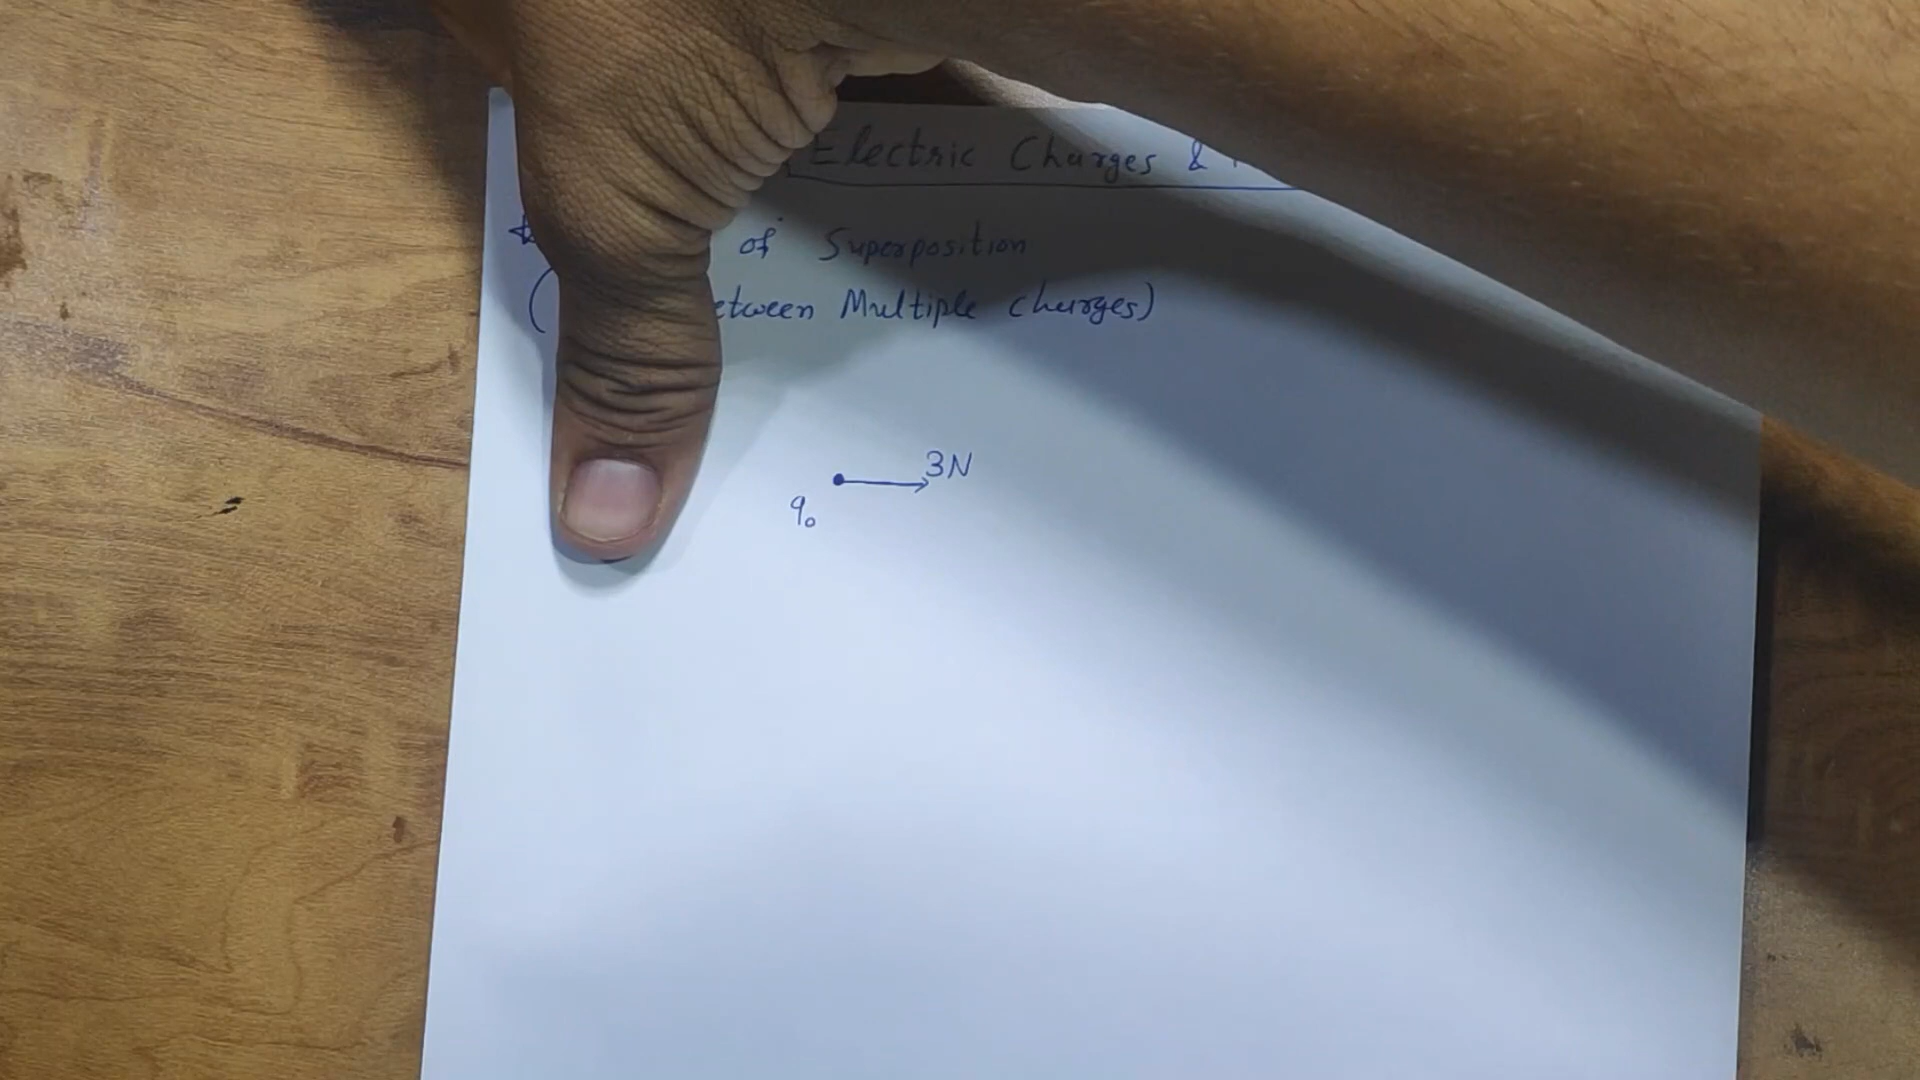 Electric Charges &
of Superposition
etween Multiple charges)
3N
q₀